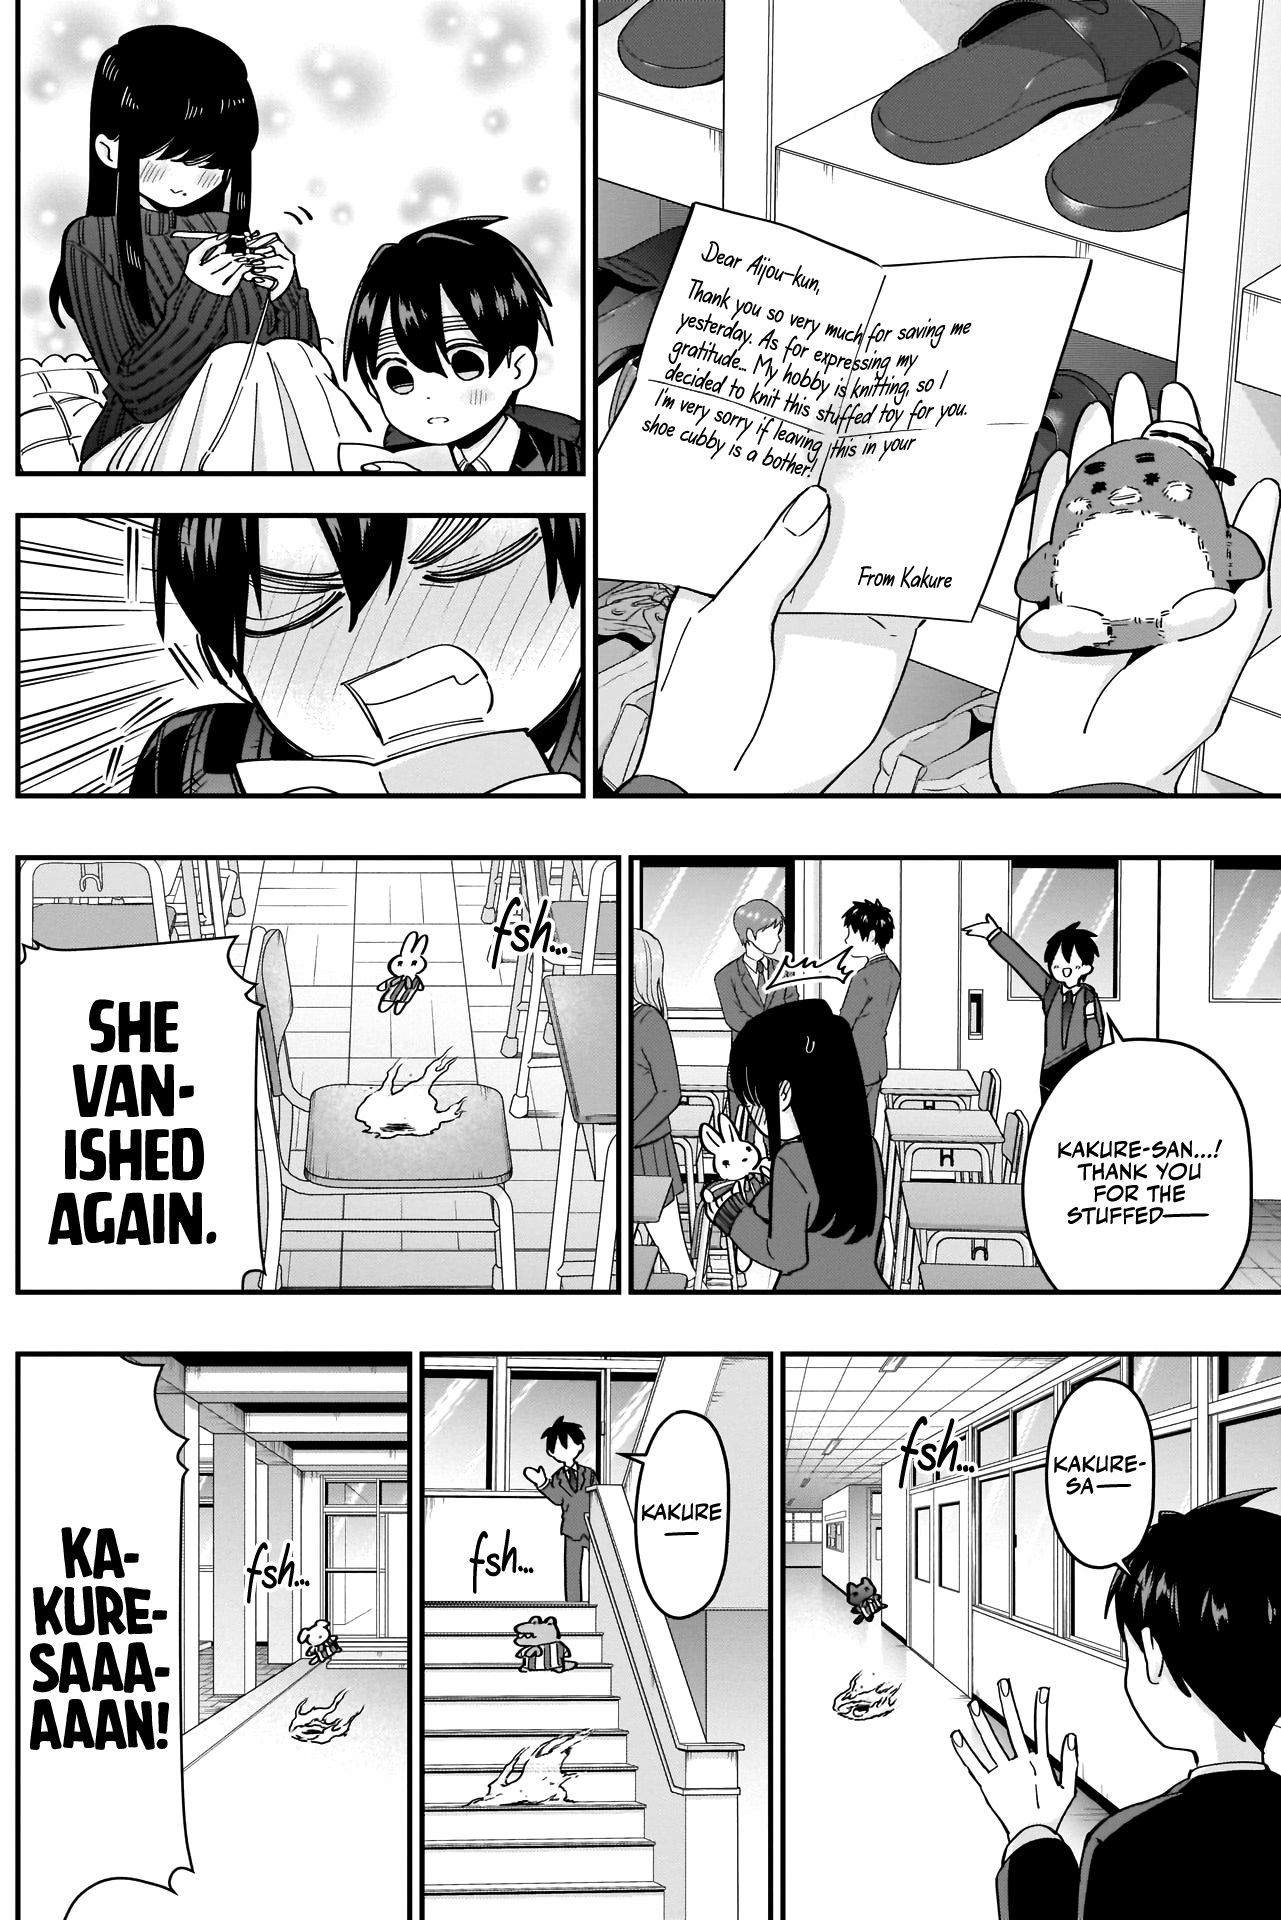 Dear Aijou-kun,
Thank you so very much for saving me
yesterday. As for expressing my
gratitude... My hobby is knitting, so I
decided to knit this stuffed toy for you.
I'm very sorry if leaving this in your
shoe cubby is a bother!
From Kakure
KAKURE-SAN...!
THANK YOU
FOR THE
STUFFED—
fsh...
SHE
VAN-
ISHED
AGAIN.
KAKURE-
SA—
fsh...
KAKURE
—
fsh...
fsh...
KA-
KURE-
SAAA-
AAAN!